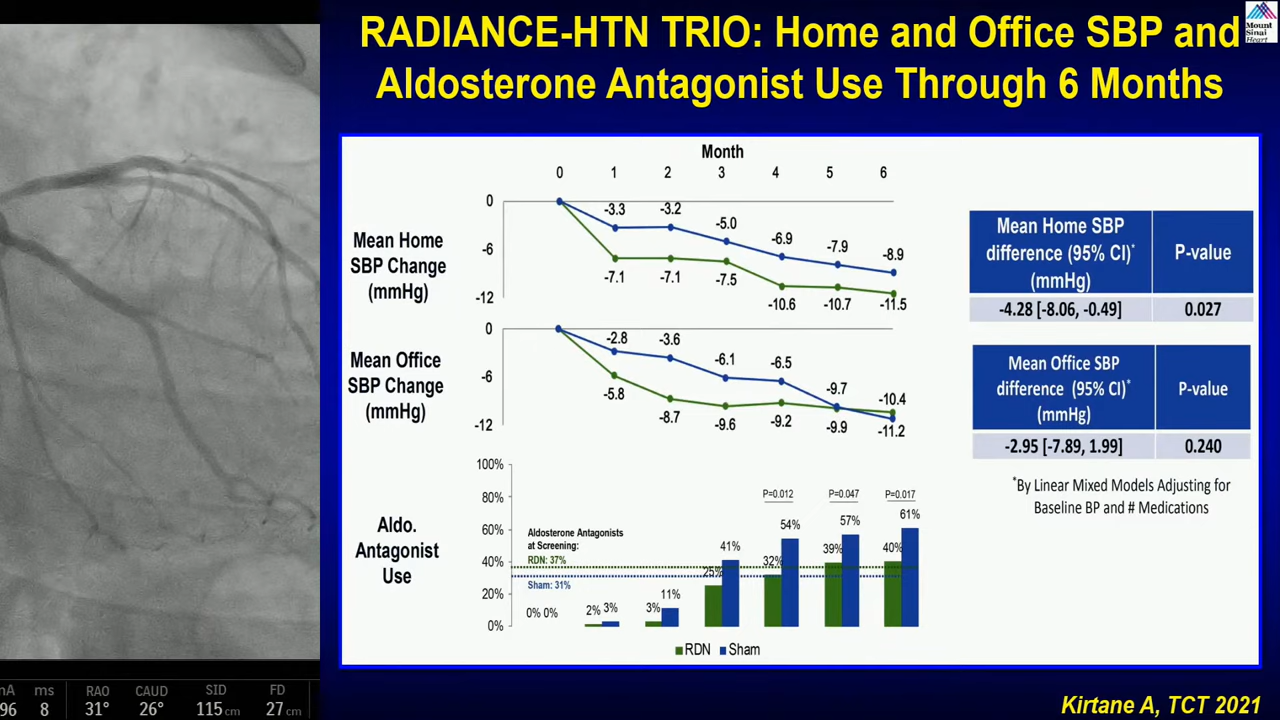 RADIANCE-HTN TRIO: Home and Office SBP and
Aldosterone Antagonist Use Through 6 Months
Mount
Sinai
Heart
Month
0 1 2 3 4 5 6
Mean Home
SBP Change
(mmHg)
0
-6
-12
-3.3 -3.2 -5.0 -6.9 -7.9 -8.9
-7.1 -7.1 -7.5 -10.6 -10.7 -11.5
Mean Home SBP
difference (95% CI)*
(mmHg)
P-value
-4.28 [-8.06, -0.49]
0.027
Mean Office
SBP Change
(mmHg)
0
-6
-12
-2.8 -3.6 -6.1 -6.5 -9.7 -10.4
-5.8 -8.7 -9.6 -9.2 -9.9 -11.2
Mean Office SBP
difference (95% CI)*
(mmHg)
P-value
-2.95 [-7.89, 1.99]
0.240
*By Linear Mixed Models Adjusting for
Baseline BP and # Medications
Aldo.
Antagonist
Use
100%
80%
60%
40%
20%
0%
Aldosterone Antagonists
at Screening:
RDN: 37%
Sham: 31%
P=0.012 P=0.047 P=0.017
0% 0% 2% 3% 3% 11% 25% 41% 32% 54% 39% 57% 40% 61%
RDN Sham
Kirtane A, TCT 2021
mA ms RAO CAUD SID FD
96 8 31° 26° 115 cm 27 cm